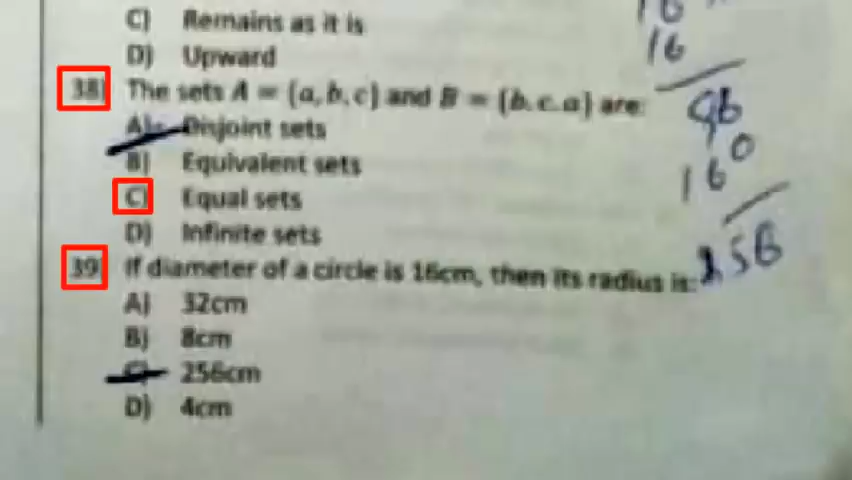 C) Remains as it is
D) Upward
38) The sets A = {a, b, c} and B = {b, c, a} are:
A) Disjoint sets
B) Equivalent sets
C) Equal sets
D) Infinite sets
39) If diameter of a circle is 16cm, then its radius is:
A) 32cm
B) 8cm
C) 256cm
D) 4cm
16
16
96
160
256